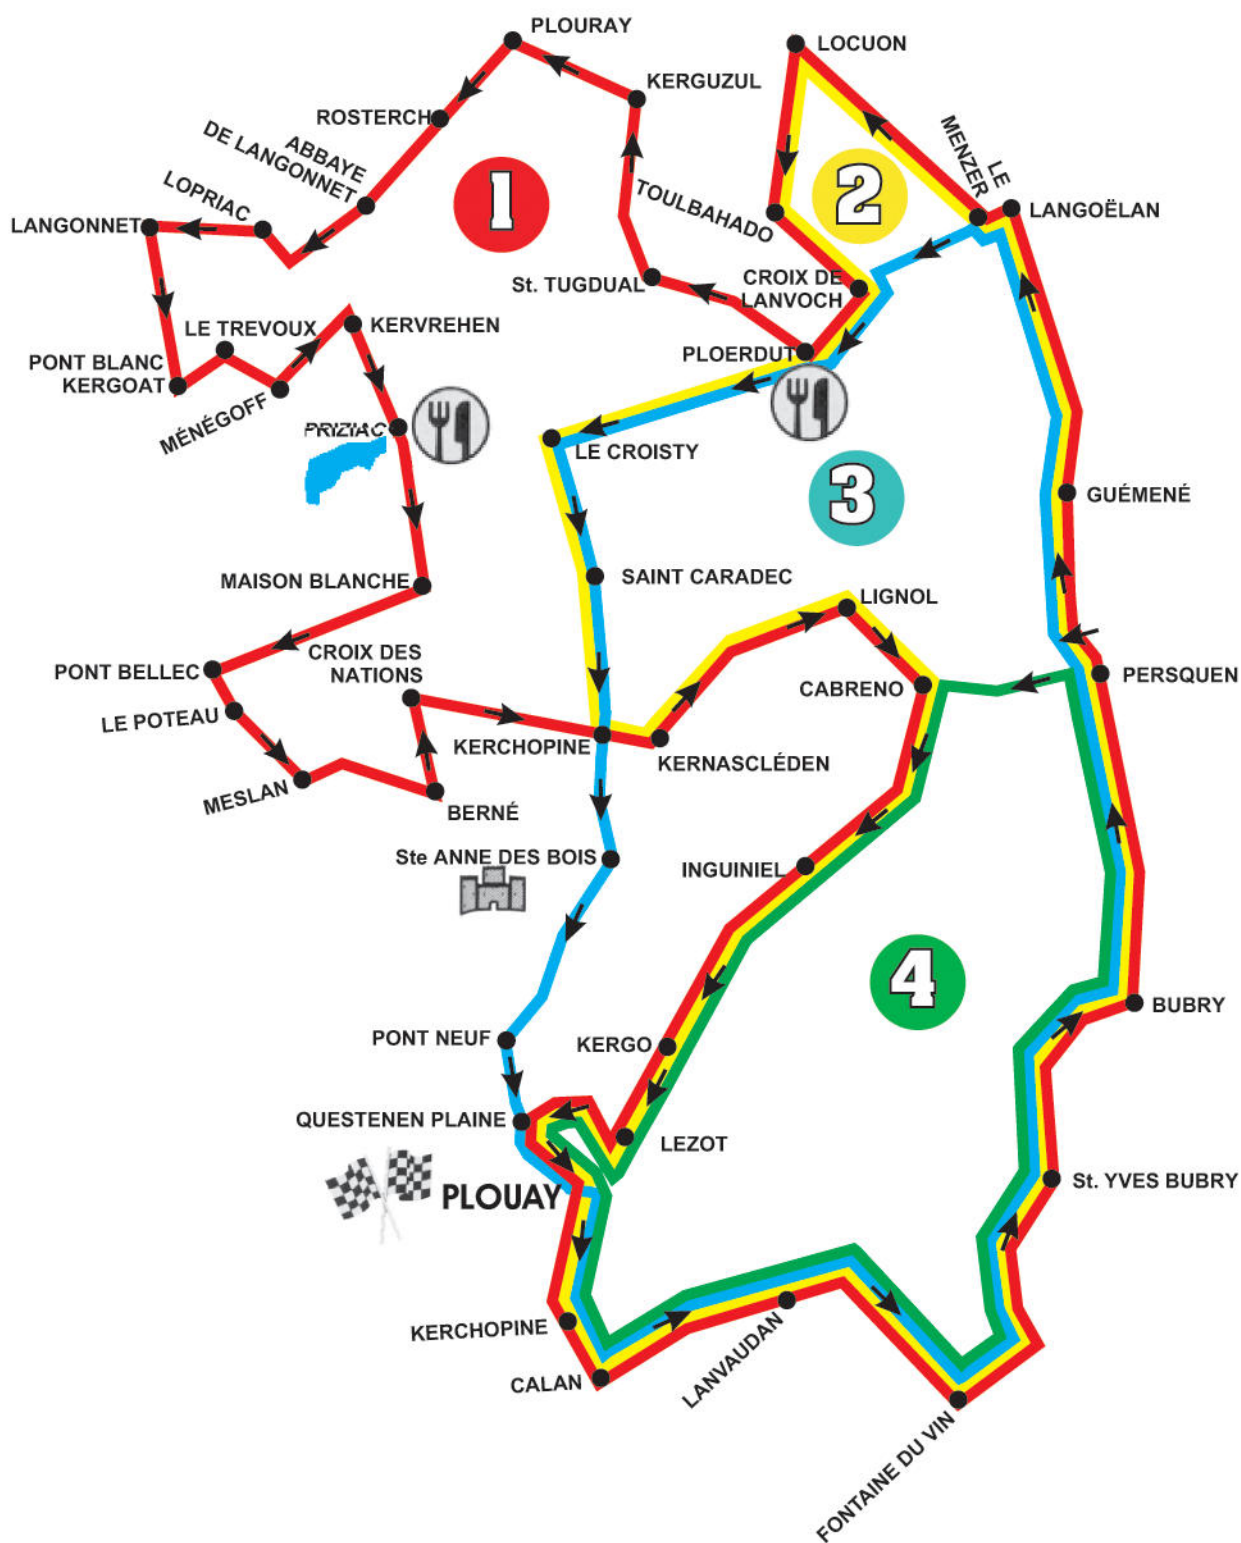 PLOURAY
LOCUON
KERGUZUL
ROSTERCH
ABBAYE
DE LANGONNET
LOPRIAC
LANGONNET
1
TOULBAHADO
2
LE
MENZER
LANGOËLAN
St. TUGDUAL
CROIX DE
LANVOCH
LE TREVOUX
KERVREHEN
PONT BLANC
KERGOAT
MÉNÉGOFF
PLOERDUT
PRIZIAC
LE CROISTY
3
GUÉMENÉ
MAISON BLANCHE
SAINT CARADEC
LIGNOL
CROIX DES
NATIONS
PONT BELLEC
LE POTEAU
CABRENO
PERSQUEN
KERCHOPINE
KERNASCLÉDEN
MESLAN
BERNÉ
Ste ANNE DES BOIS
INGUINIEL
4
BUBRY
PONT NEUF
KERGO
QUESTENEN PLAINE
LEZOT
PLOUAY
St. YVES BUBRY
KERCHOPINE
CALAN
LANVAUDAN
FONTAINE DU VIN